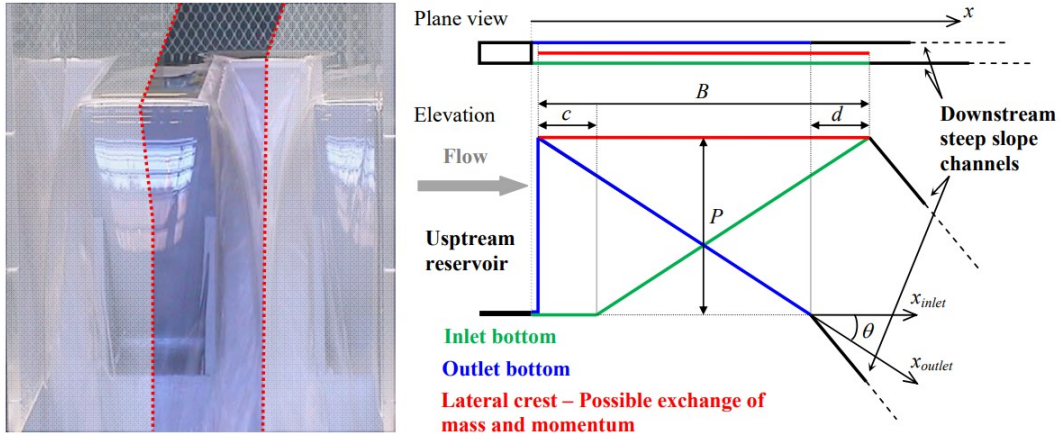 Plane view
x
B
Elevation
c
d
Downstream
steep slope
channels
Flow
P
Usptream
reservoir
x_inlet
Inlet bottom
θ
Outlet bottom
x_outlet
Lateral crest – Possible exchange of
mass and momentum